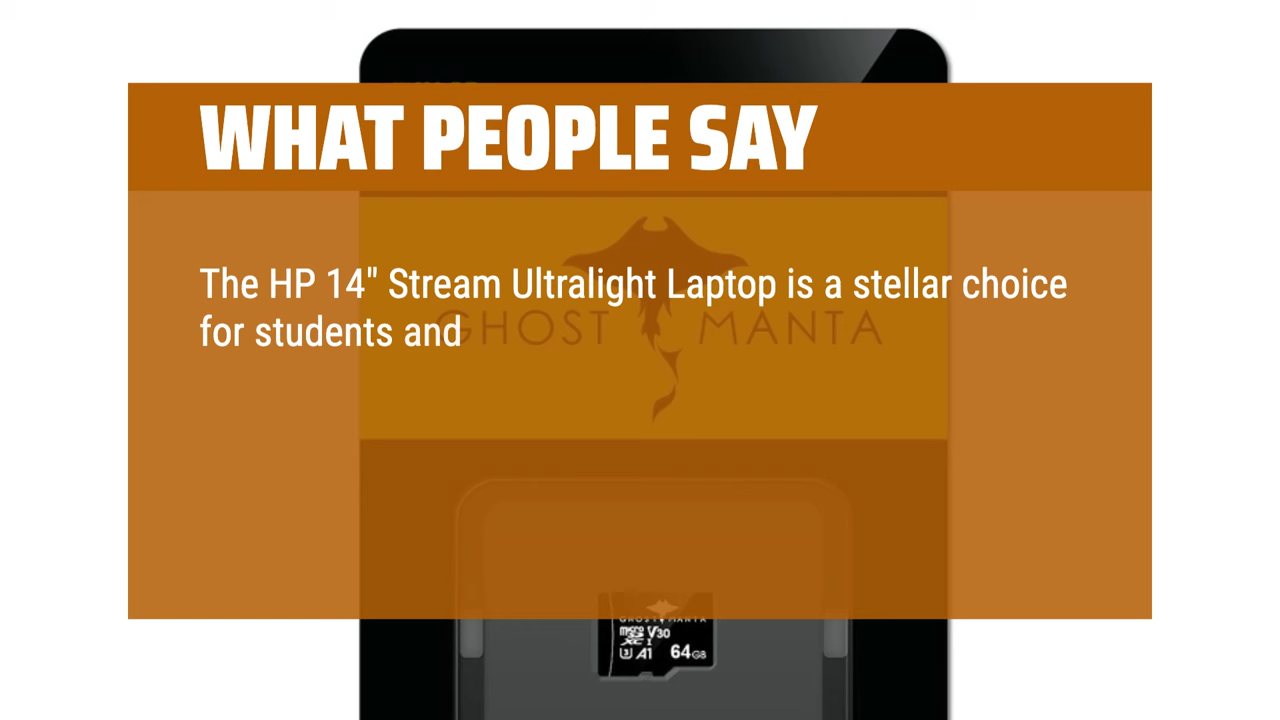 WHAT PEOPLE SAY
The HP 14" Stream Ultralight Laptop is a stellar choice
for students and
GHOST MANTA
GHOST MANTA
micro SD XC I V30
3 A1 64GB